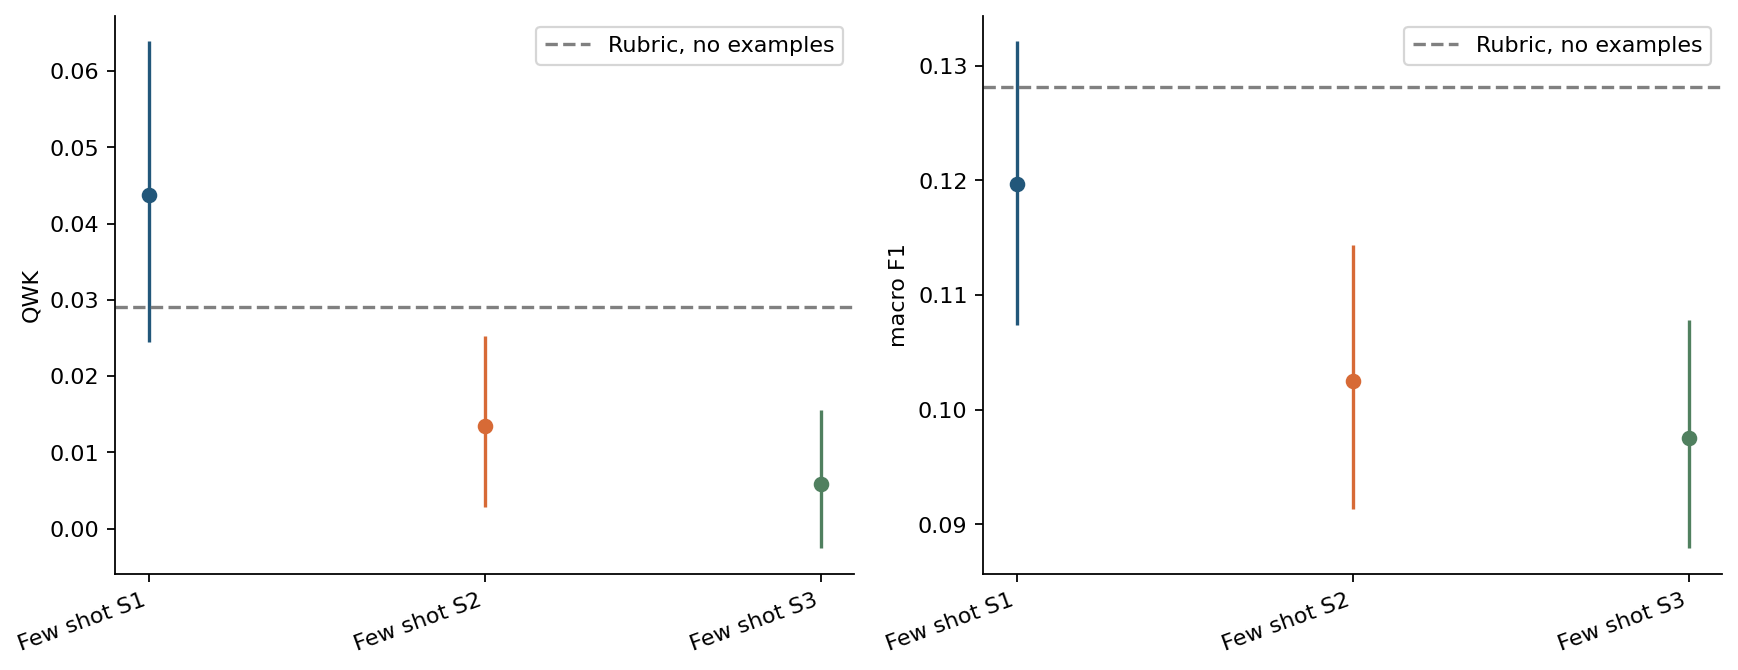 Rubric, no examples
0.06
0.05
0.04
0.03
0.02
0.01
0.00
QWK
Few shot S1
Few shot S2
Few shot S3
Rubric, no examples
0.13
0.12
0.11
0.10
0.09
macro F1
Few shot S1
Few shot S2
Few shot S3